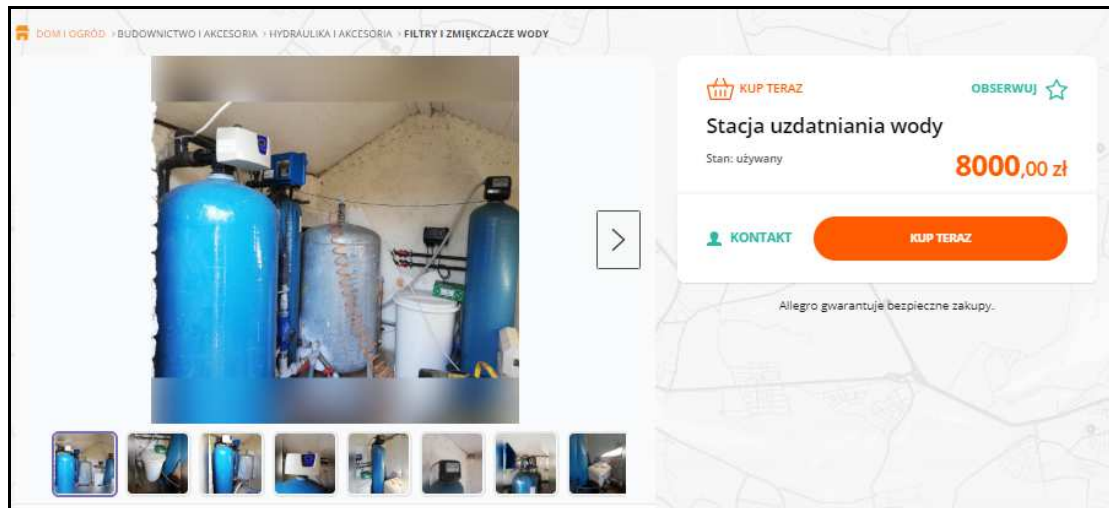 DOM I OGRÓD › BUDOWNICTWO I AKCESORIA › HYDRAULIKA I AKCESORIA › FILTRY I ZMIĘKCZACZE WODY
KUP TERAZ
OBSERWUJ
Stacja uzdatniania wody
Stan: używany
8000,00 zł
KONTAKT
KUP TERAZ
Allegro gwarantuje bezpieczne zakupy.